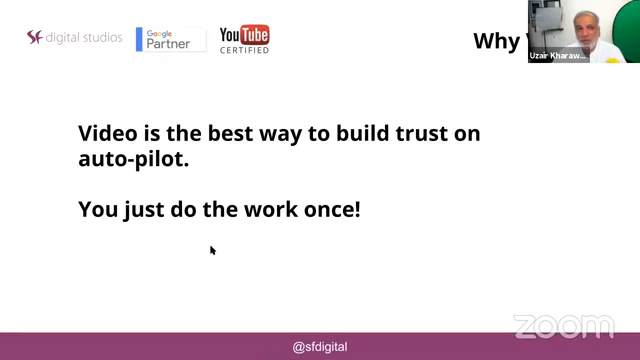 SF digital studios
Google
Partner
YouTube
CERTIFIED
Why
Uzair Kharaw...
Video is the best way to build trust on
auto-pilot.
You just do the work once!
zoom
@sfdigital